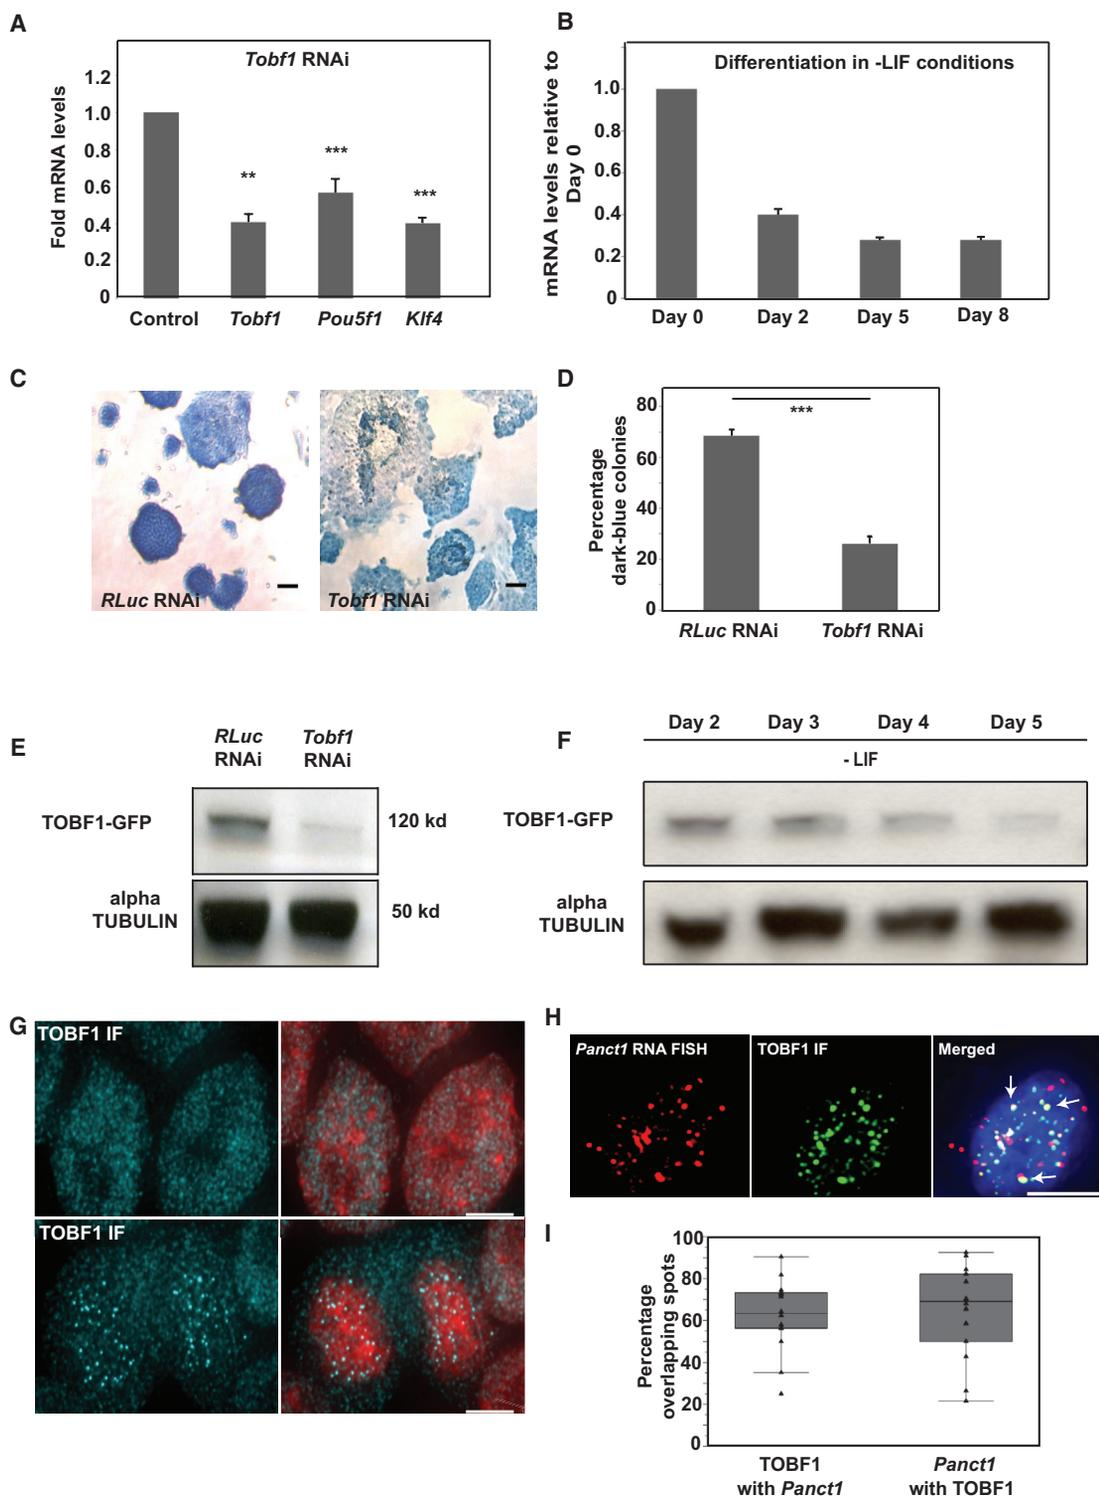 A
Tobf1 RNAi
Fold mRNA levels
1.2
1.0
0.8
0.6
0.4
0.2
0
**
***
***
Control Tobf1 Pou5f1 Klf4
B
Differentiation in -LIF conditions
mRNA levels relative to
Day 0
1.0
0.8
0.6
0.4
0.2
0
Day 0 Day 2 Day 5 Day 8
C
RLuc RNAi
Tobf1 RNAi
D
Percentage
dark-blue colonies
80
60
40
20
0
***
RLuc RNAi Tobf1 RNAi
E
RLuc
RNAi
Tobf1
RNAi
TOBF1-GFP
120 kd
alpha
TUBULIN
50 kd
F
Day 2 Day 3 Day 4 Day 5
- LIF
TOBF1-GFP
alpha
TUBULIN
G
TOBF1 IF
TOBF1 IF
H
Panct1 RNA FISH
TOBF1 IF
Merged
I
Percentage
overlapping spots
100
80
60
40
20
0
TOBF1
with Panct1
Panct1
with TOBF1